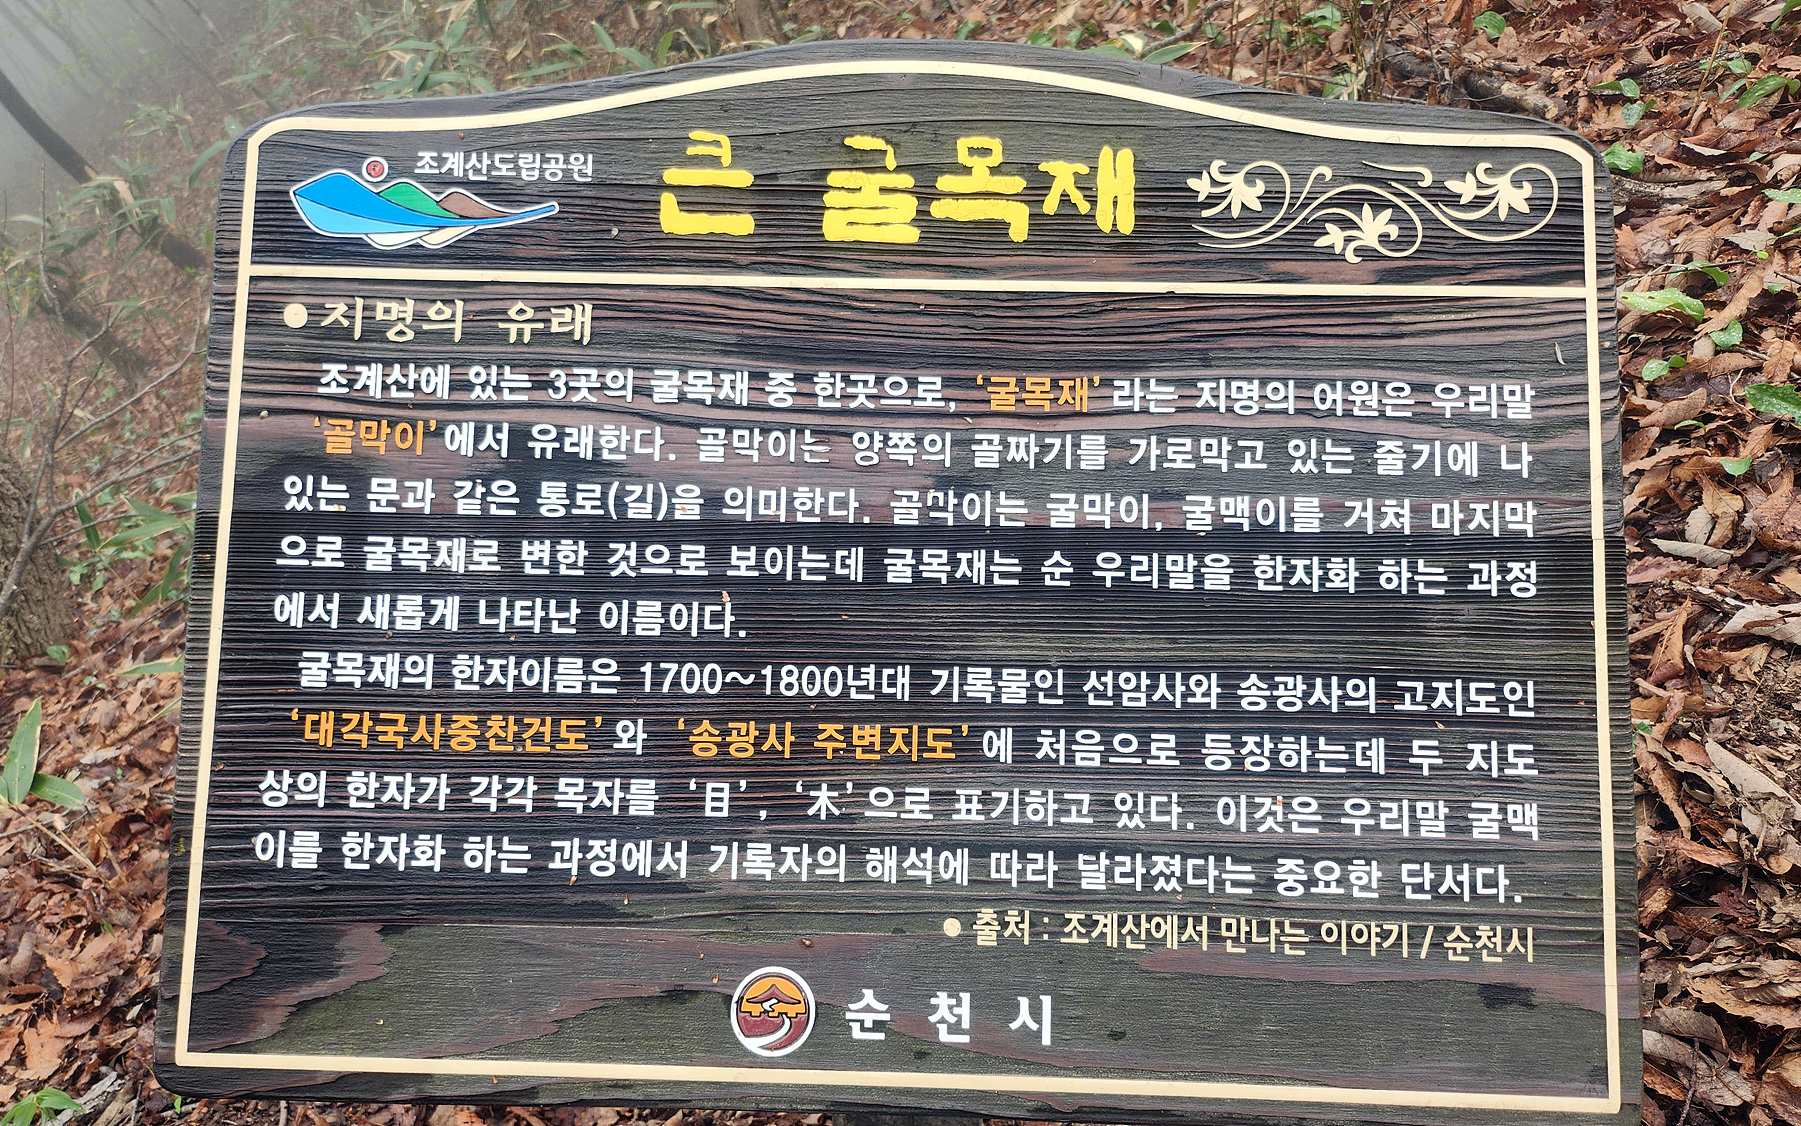 조계산도립공원
큰 굴목재
●지명의 유래
조계산에 있는 3곳의 굴목재 중 한곳으로, '굴목재'라는 지명의 어원은 우리말
'골막이'에서 유래한다. 골막이는 양쪽의 골짜기를 가로막고 있는 줄기에 나
있는 문과 같은 통로(길)을 의미한다. 골막이는 굴막이, 굴맥이를 거쳐 마지막
으로 굴목재로 변한 것으로 보이는데 굴목재는 순 우리말을 한자화 하는 과정
에서 새롭게 나타난 이름이다.
굴목재의 한자이름은 1700~1800년대 기록물인 선암사와 송광사의 고지도인
'대각국사중찬건도'와 '송광사 주변지도'에 처음으로 등장하는데 두 지도
상의 한자가 각각 목자를 '目', '木'으로 표기하고 있다. 이것은 우리말 굴맥
이를 한자화 하는 과정에서 기록자의 해석에 따라 달라졌다는 중요한 단서다.
● 출처 : 조계산에서 만나는 이야기 / 순천시
순천시